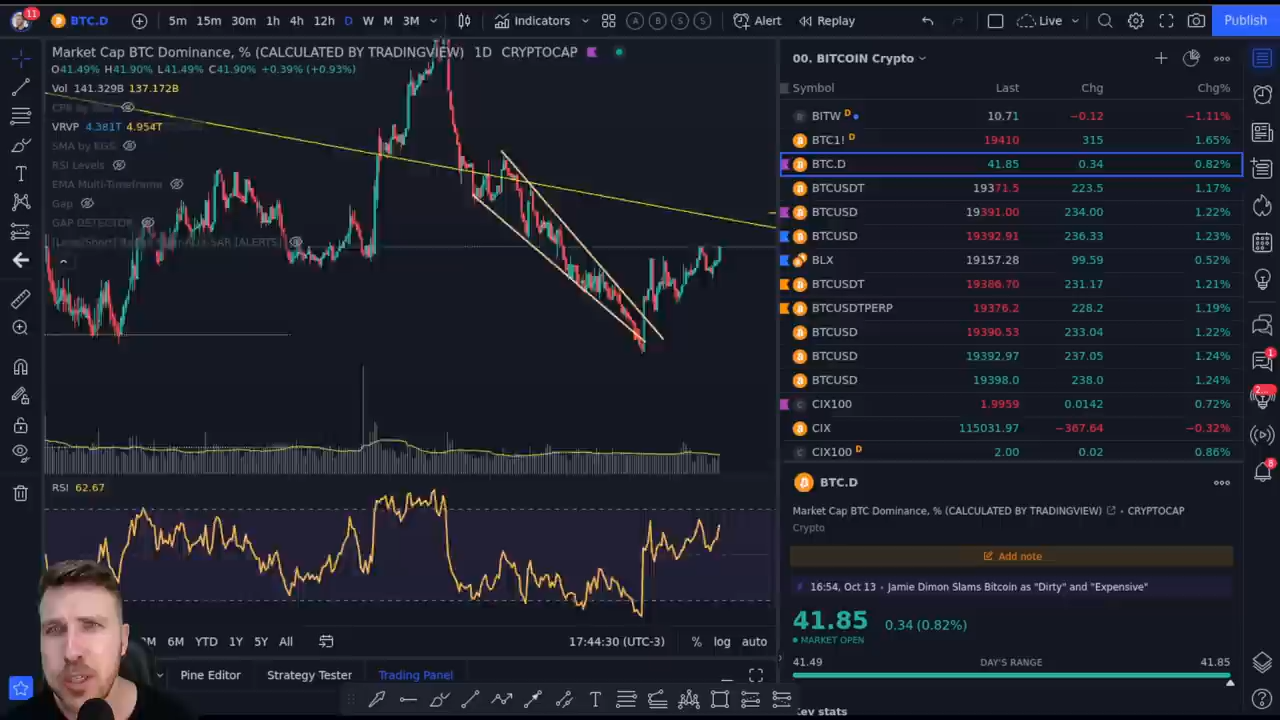 11 BTC.D 5m 15m 30m 1h 4h 12h D W M 3M Indicators A B S S Alert Replay Live Publish
Market Cap BTC Dominance, % (CALCULATED BY TRADINGVIEW) 1D CRYPTOCAP
O41.49% H41.90% L41.49% C41.90% +0.39% (+0.93%)
Vol 141.329B 137.172B
VRVP 4.381T 4.954T
SMA by KGS
RSI Levels
EMA Multi-Timeframe
Gap
GAP DETECTOR
SAR [ALERTS]
RSI 62.67
6M YTD 1Y 5Y All 17:44:30 (UTC-3) % log auto
Pine Editor Strategy Tester Trading Panel
00. BITCOIN Crypto
Symbol Last Chg Chg%
BITW D 10.71 −0.12 −1.11%
BTC1! D 19410 315 1.65%
BTC.D 41.85 0.34 0.82%
BTCUSDT 19371.5 223.5 1.17%
BTCUSD 19391.00 234.00 1.22%
BTCUSD 19392.91 236.33 1.23%
BLX 19157.28 99.59 0.52%
BTCUSDT 19386.70 231.17 1.21%
BTCUSDTPERP 19376.2 228.2 1.19%
BTCUSD 19390.53 233.04 1.22%
BTCUSD 19392.97 237.05 1.24%
BTCUSD 19398.0 238.0 1.24%
CIX100 1.9959 0.0142 0.72%
CIX 115031.97 −367.64 −0.32%
CIX100 D 2.00 0.02 0.86%
BTC.D
Market Cap BTC Dominance, % (CALCULATED BY TRADINGVIEW) • CRYPTOCAP
Crypto
Add note
16:54, Oct 13 • Jamie Dimon Slams Bitcoin as "Dirty" and "Expensive"
41.85 0.34 (0.82%)
MARKET OPEN
41.49 DAY'S RANGE 41.85
Key stats
1
2...
8